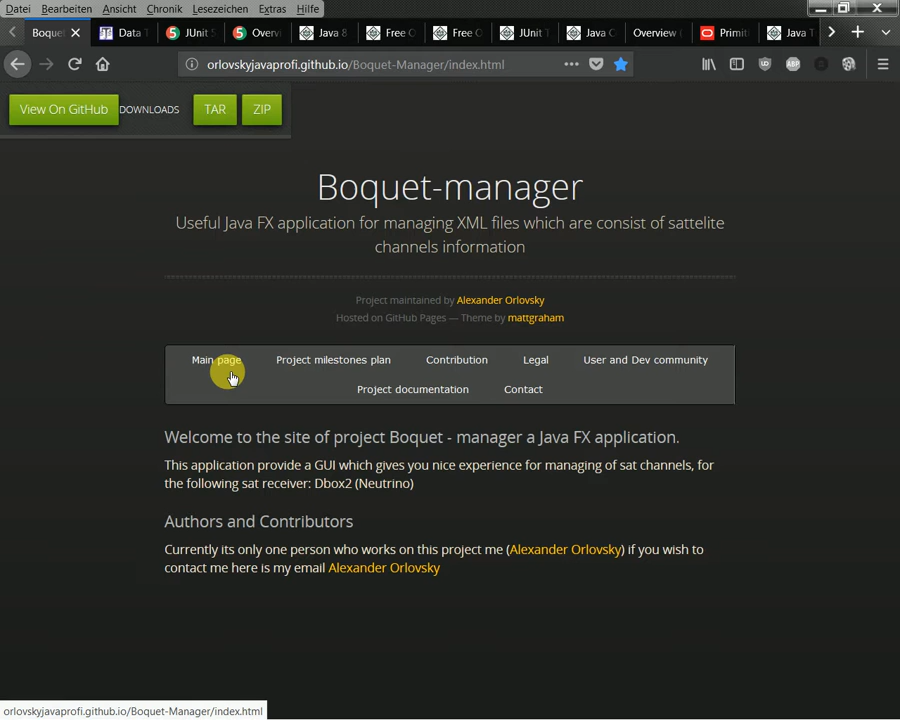 Datei Bearbeiten Ansicht Chronik Lesezeichen Extras Hilfe
Boquet Data T JUnit 5 Overv Java 8 Free O Free O JUnit T Java C Overview Primit Java T
orlovskyjavaprofi.github.io/Boquet-Manager/index.html
View On GitHub DOWNLOADS TAR ZIP
Boquet-manager
Useful Java FX application for managing XML files which are consist of sattelite
channels information
Project maintained by Alexander Orlovsky
Hosted on GitHub Pages — Theme by mattgraham
Main page Project milestones plan Contribution Legal User and Dev community
Project documentation Contact
Welcome to the site of project Boquet - manager a Java FX application.
This application provide a GUI which gives you nice experience for managing of sat channels, for
the following sat receiver: Dbox2 (Neutrino)
Authors and Contributors
Currently its only one person who works on this project me (Alexander Orlovsky) if you wish to
contact me here is my email Alexander Orlovsky
orlovskyjavaprofi.github.io/Boquet-Manager/index.html